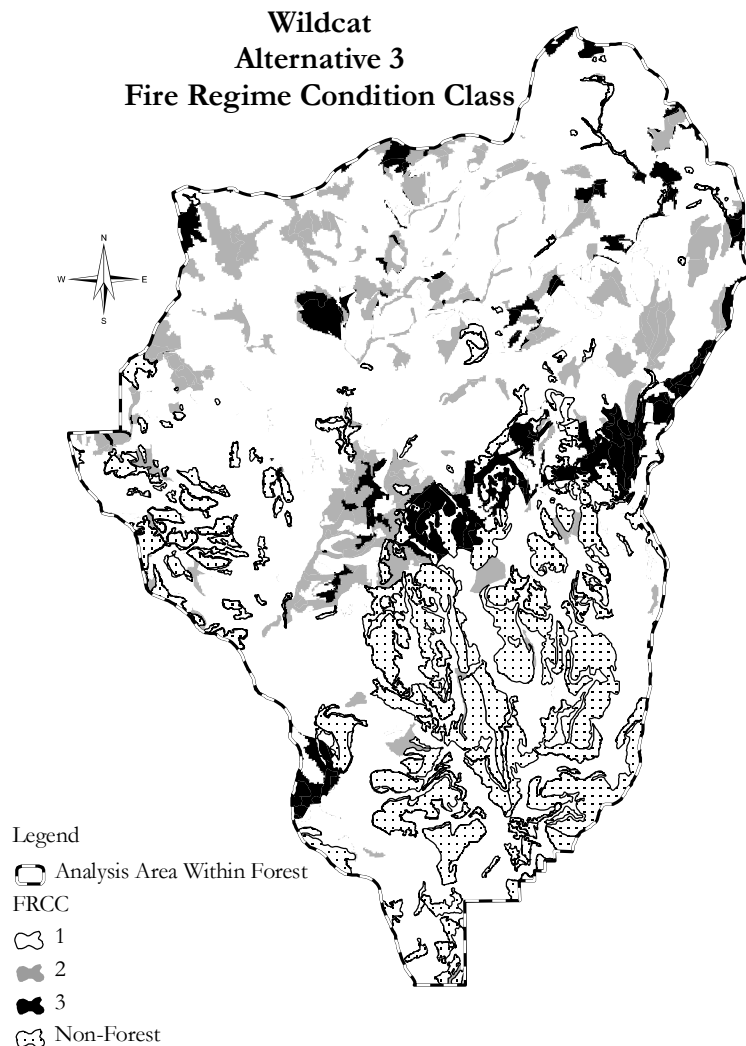 Wildcat
Alternative 3
Fire Regime Condition Class
N
W E
S
Legend
Analysis Area Within Forest
FRCC
1
2
3
Non-Forest